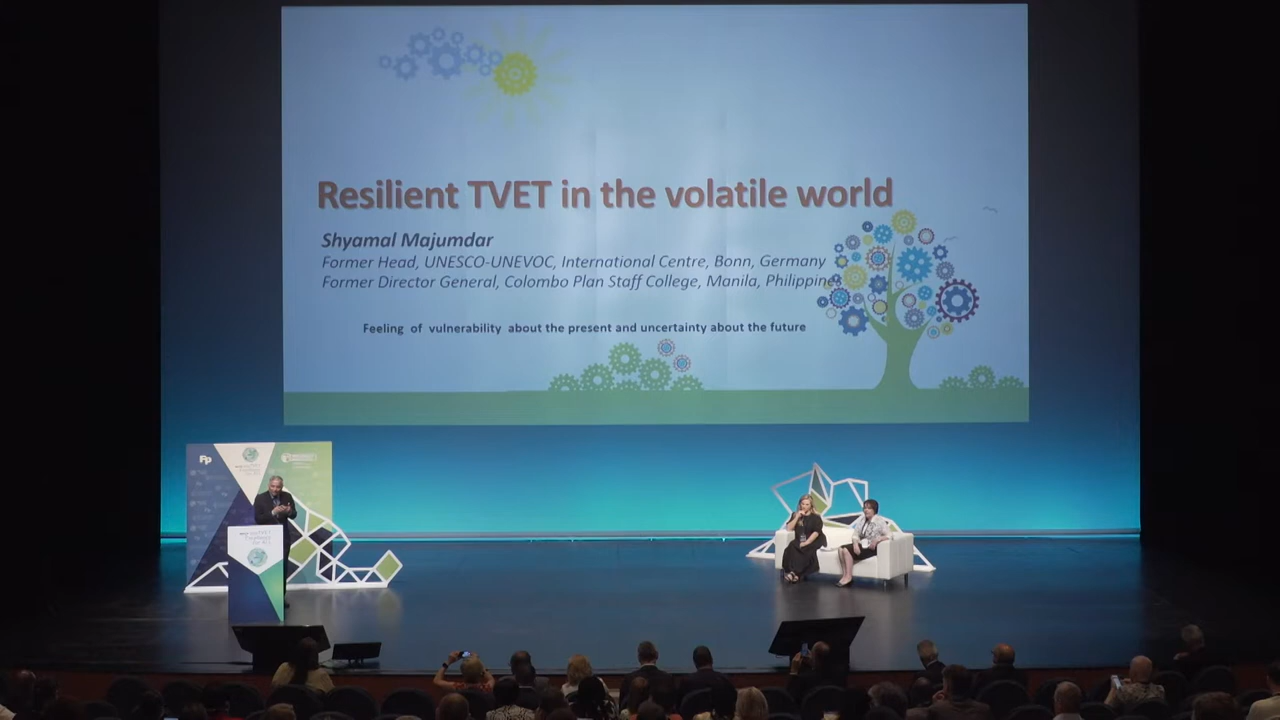 Resilient TVET in the volatile world
Shyamal Majumdar
Former Head, UNESCO-UNEVOC, International Centre, Bonn, Germany
Former Director General, Colombo Plan Staff College, Manila, Philippines
Feeling of vulnerability about the present and uncertainty about the future